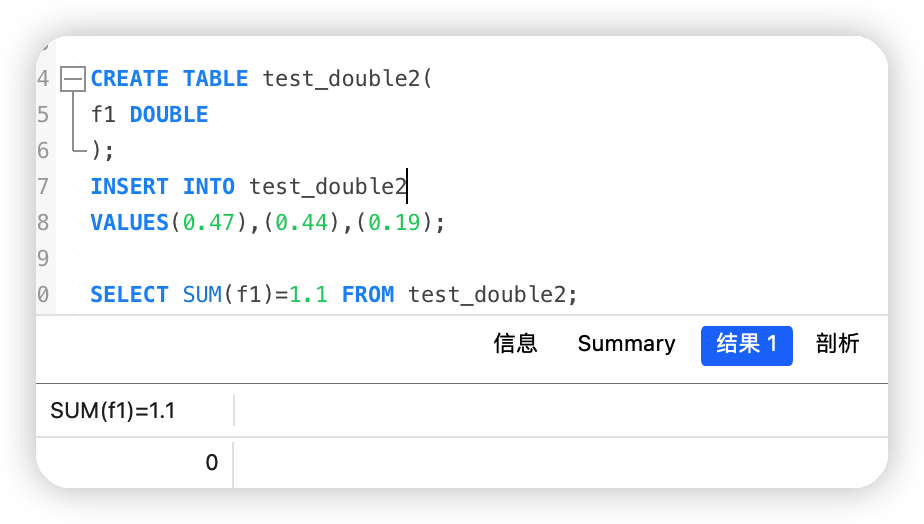 4 CREATE TABLE test_double2(
5 f1 DOUBLE
6 );
7 INSERT INTO test_double2
8 VALUES(0.47),(0.44),(0.19);
9
0 SELECT SUM(f1)=1.1 FROM test_double2;
信息 Summary 结果 1 剖析
SUM(f1)=1.1
0